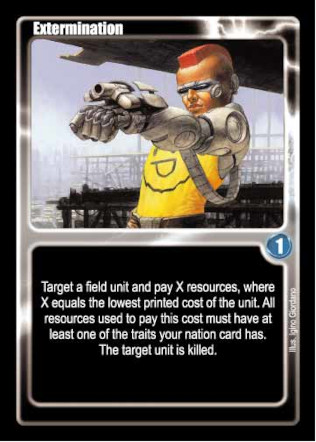 Extermination
1
Target a field unit and pay X resources, where
X equals the lowest printed cost of the unit. All
resources used to pay this cost must have at
least one of the traits your nation card has.
The target unit is killed.
Illus. Igino Giordano